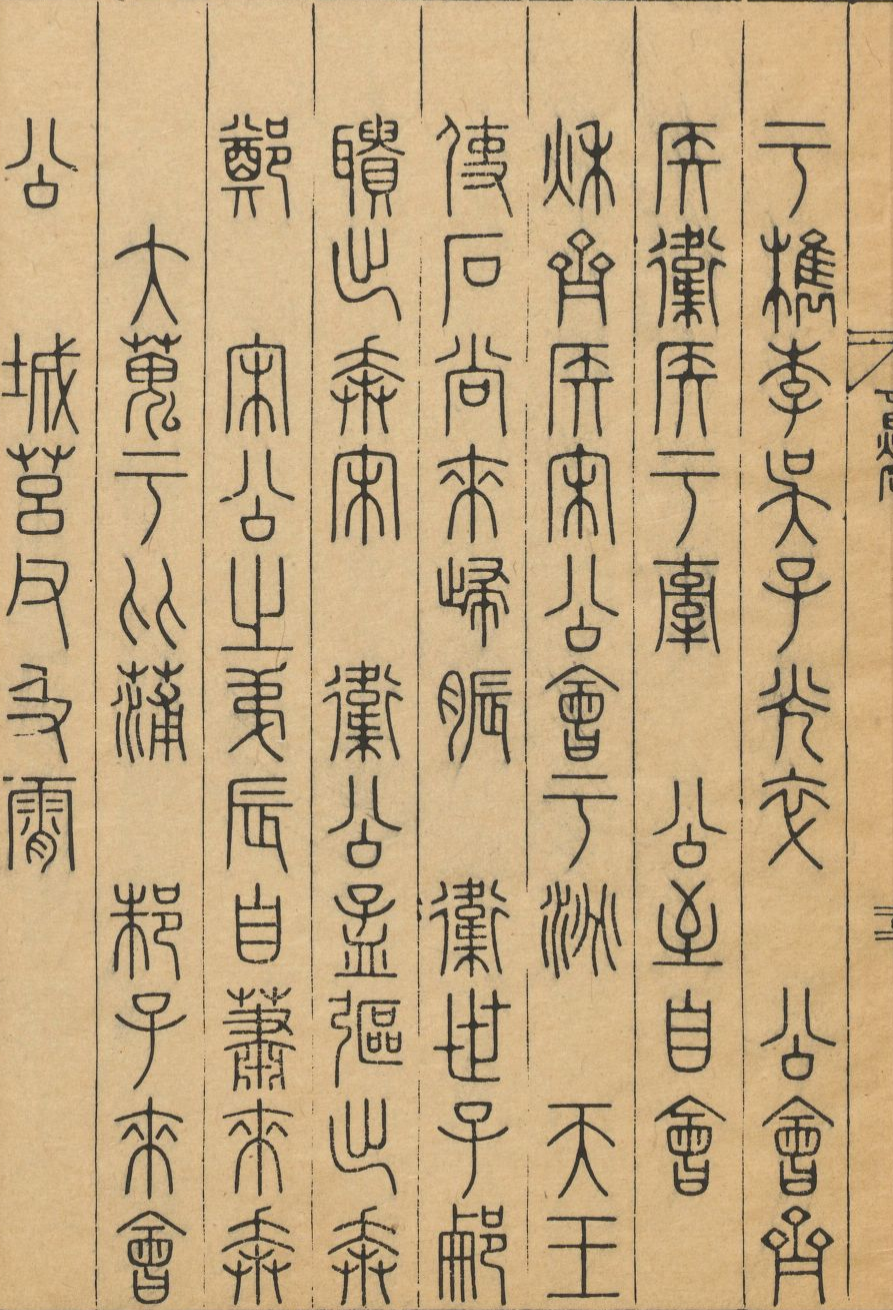 于檇李吳子光卒　公會齊
侯衛侯于牽　公至自會
秋齊侯宋公會于洮　天王
使石尚來歸脤　衛世子蒯
聵出奔宋　衛公孟彄出奔
鄭　宋公之弟辰自蕭來奔
大蒐于比蒲　邾子來會
公　城莒父及霄